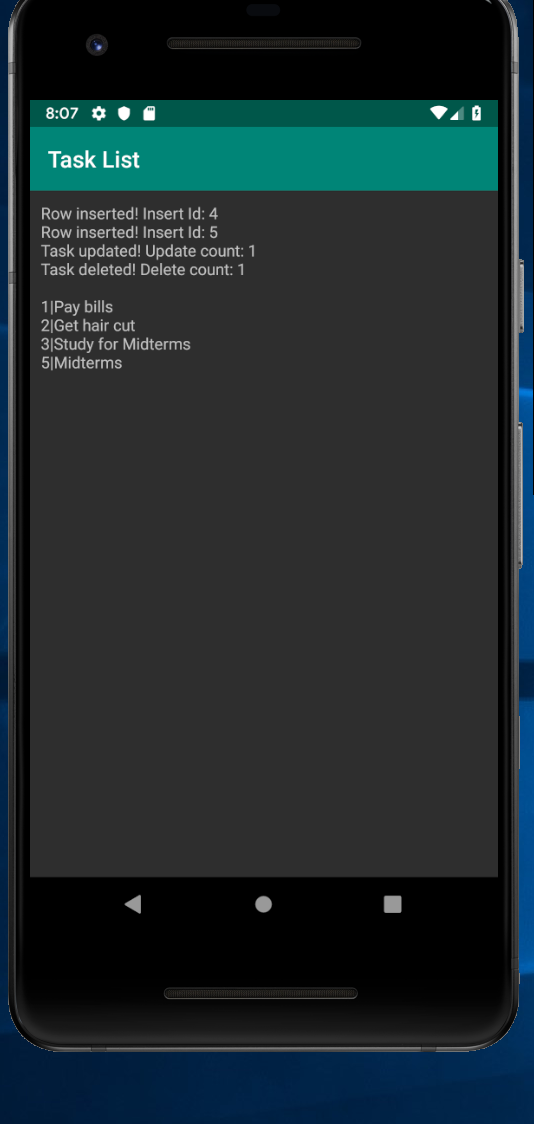 8:07
Task List
Row inserted! Insert Id: 4
Row inserted! Insert Id: 5
Task updated! Update count: 1
Task deleted! Delete count: 1
1|Pay bills
2|Get hair cut
3|Study for Midterms
5|Midterms